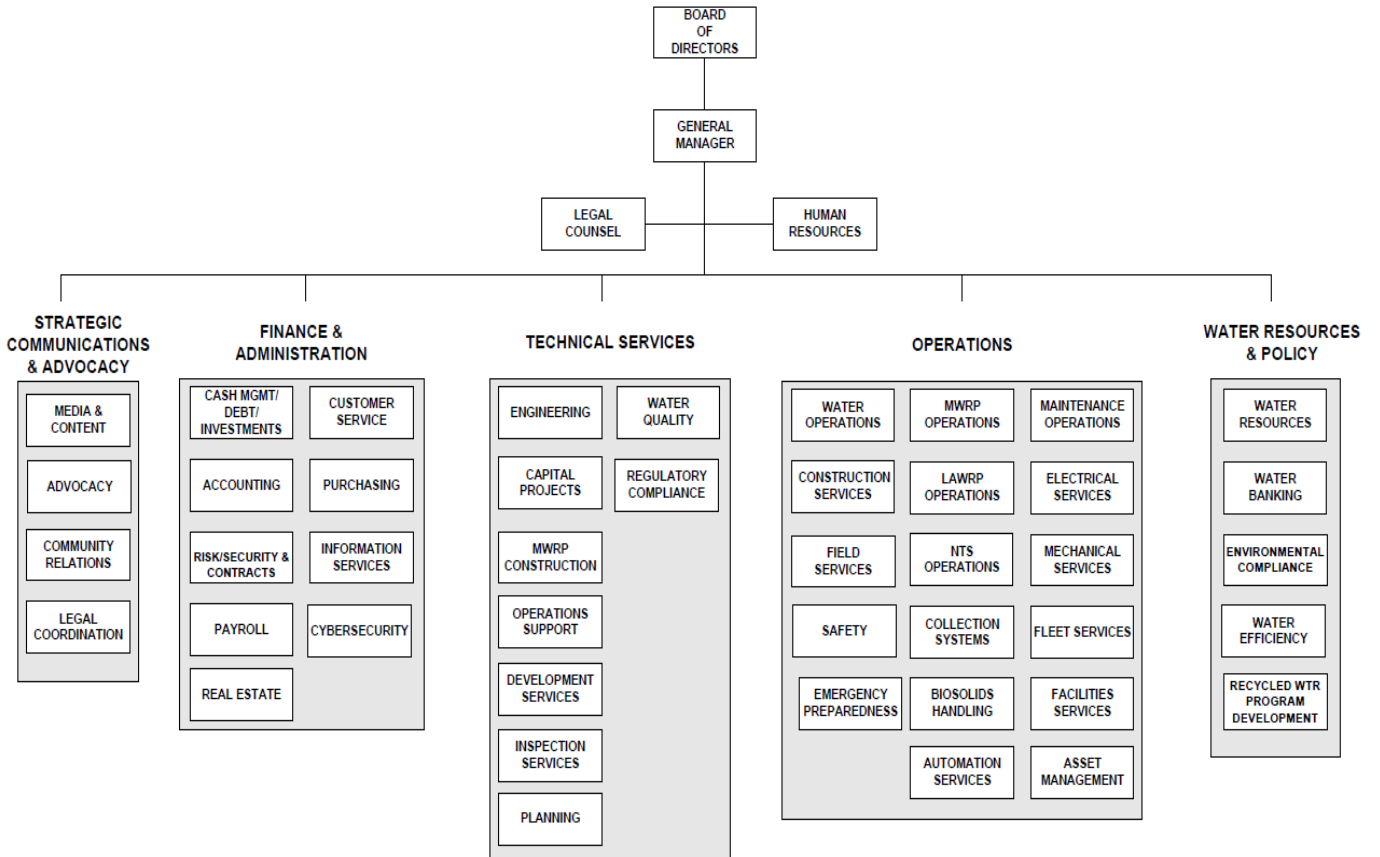 BOARD
OF
DIRECTORS
GENERAL
MANAGER
LEGAL
COUNSEL
HUMAN
RESOURCES
STRATEGIC
COMMUNICATIONS
& ADVOCACY
MEDIA &
CONTENT
ADVOCACY
COMMUNITY
RELATIONS
LEGAL
COORDINATION
FINANCE &
ADMINISTRATION
CASH MGMT/
DEBT/
INVESTMENTS
ACCOUNTING
RISK/SECURITY &
CONTRACTS
PAYROLL
REAL ESTATE
CUSTOMER
SERVICE
PURCHASING
INFORMATION
SERVICES
CYBERSECURITY
TECHNICAL SERVICES
ENGINEERING
CAPITAL
PROJECTS
MWRP
CONSTRUCTION
OPERATIONS
SUPPORT
DEVELOPMENT
SERVICES
INSPECTION
SERVICES
PLANNING
WATER
QUALITY
REGULATORY
COMPLIANCE
OPERATIONS
WATER
OPERATIONS
CONSTRUCTION
SERVICES
FIELD
SERVICES
SAFETY
EMERGENCY
PREPAREDNESS
MWRP
OPERATIONS
LAWRP
OPERATIONS
NTS
OPERATIONS
COLLECTION
SYSTEMS
BIOSOLIDS
HANDLING
AUTOMATION
SERVICES
MAINTENANCE
OPERATIONS
ELECTRICAL
SERVICES
MECHANICAL
SERVICES
FLEET SERVICES
FACILITIES
SERVICES
ASSET
MANAGEMENT
WATER RESOURCES
& POLICY
WATER
RESOURCES
WATER
BANKING
ENVIRONMENTAL
COMPLIANCE
WATER
EFFICIENCY
RECYCLED WTR
PROGRAM
DEVELOPMENT